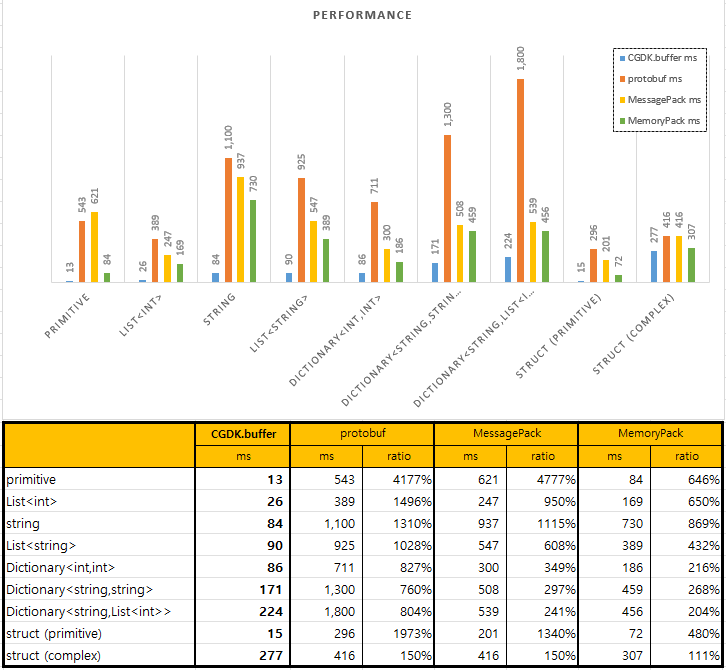 PERFORMANCE
CGDK.buffer ms
protobuf ms
MessagePack ms
MemoryPack ms
13 543 621 84
26 389 247 169
84 1,100 937 730
90 925 547 389
86 711 300 186
171 1,300 508 459
224 1,800 539 456
15 296 201 72
277 416 416 307
PRIMITIVE
LIST<INT>
STRING
LIST<STRING>
DICTIONARY<INT,INT>
DICTIONARY<STRING,STRIN…
DICTIONARY<STRING,LIST<I…
STRUCT (PRIMITIVE)
STRUCT (COMPLEX)
CGDK.buffer protobuf MessagePack MemoryPack
ms ms ratio ms ratio ms ratio
primitive 13 543 4177% 621 4777% 84 646%
List<int> 26 389 1496% 247 950% 169 650%
string 84 1,100 1310% 937 1115% 730 869%
List<string> 90 925 1028% 547 608% 389 432%
Dictionary<int,int> 86 711 827% 300 349% 186 216%
Dictionary<string,string> 171 1,300 760% 508 297% 459 268%
Dictionary<string,List<int>> 224 1,800 804% 539 241% 456 204%
struct (primitive) 15 296 1973% 201 1340% 72 480%
struct (complex) 277 416 150% 416 150% 307 111%